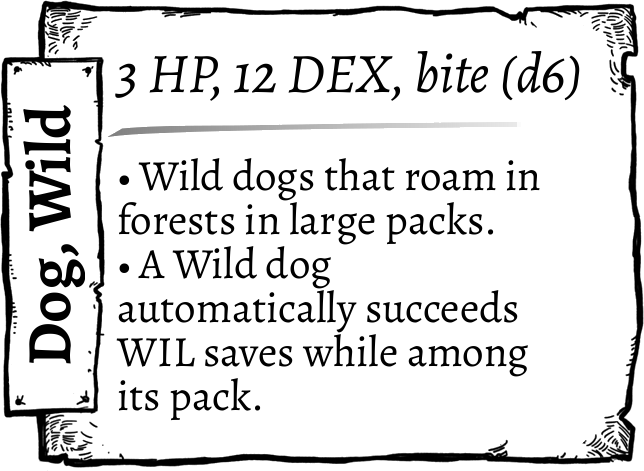 Dog, Wild
3 HP, 12 DEX, bite (d6)
• Wild dogs that roam in
forests in large packs.
• A Wild dog
automatically succeeds
WIL saves while among
its pack.